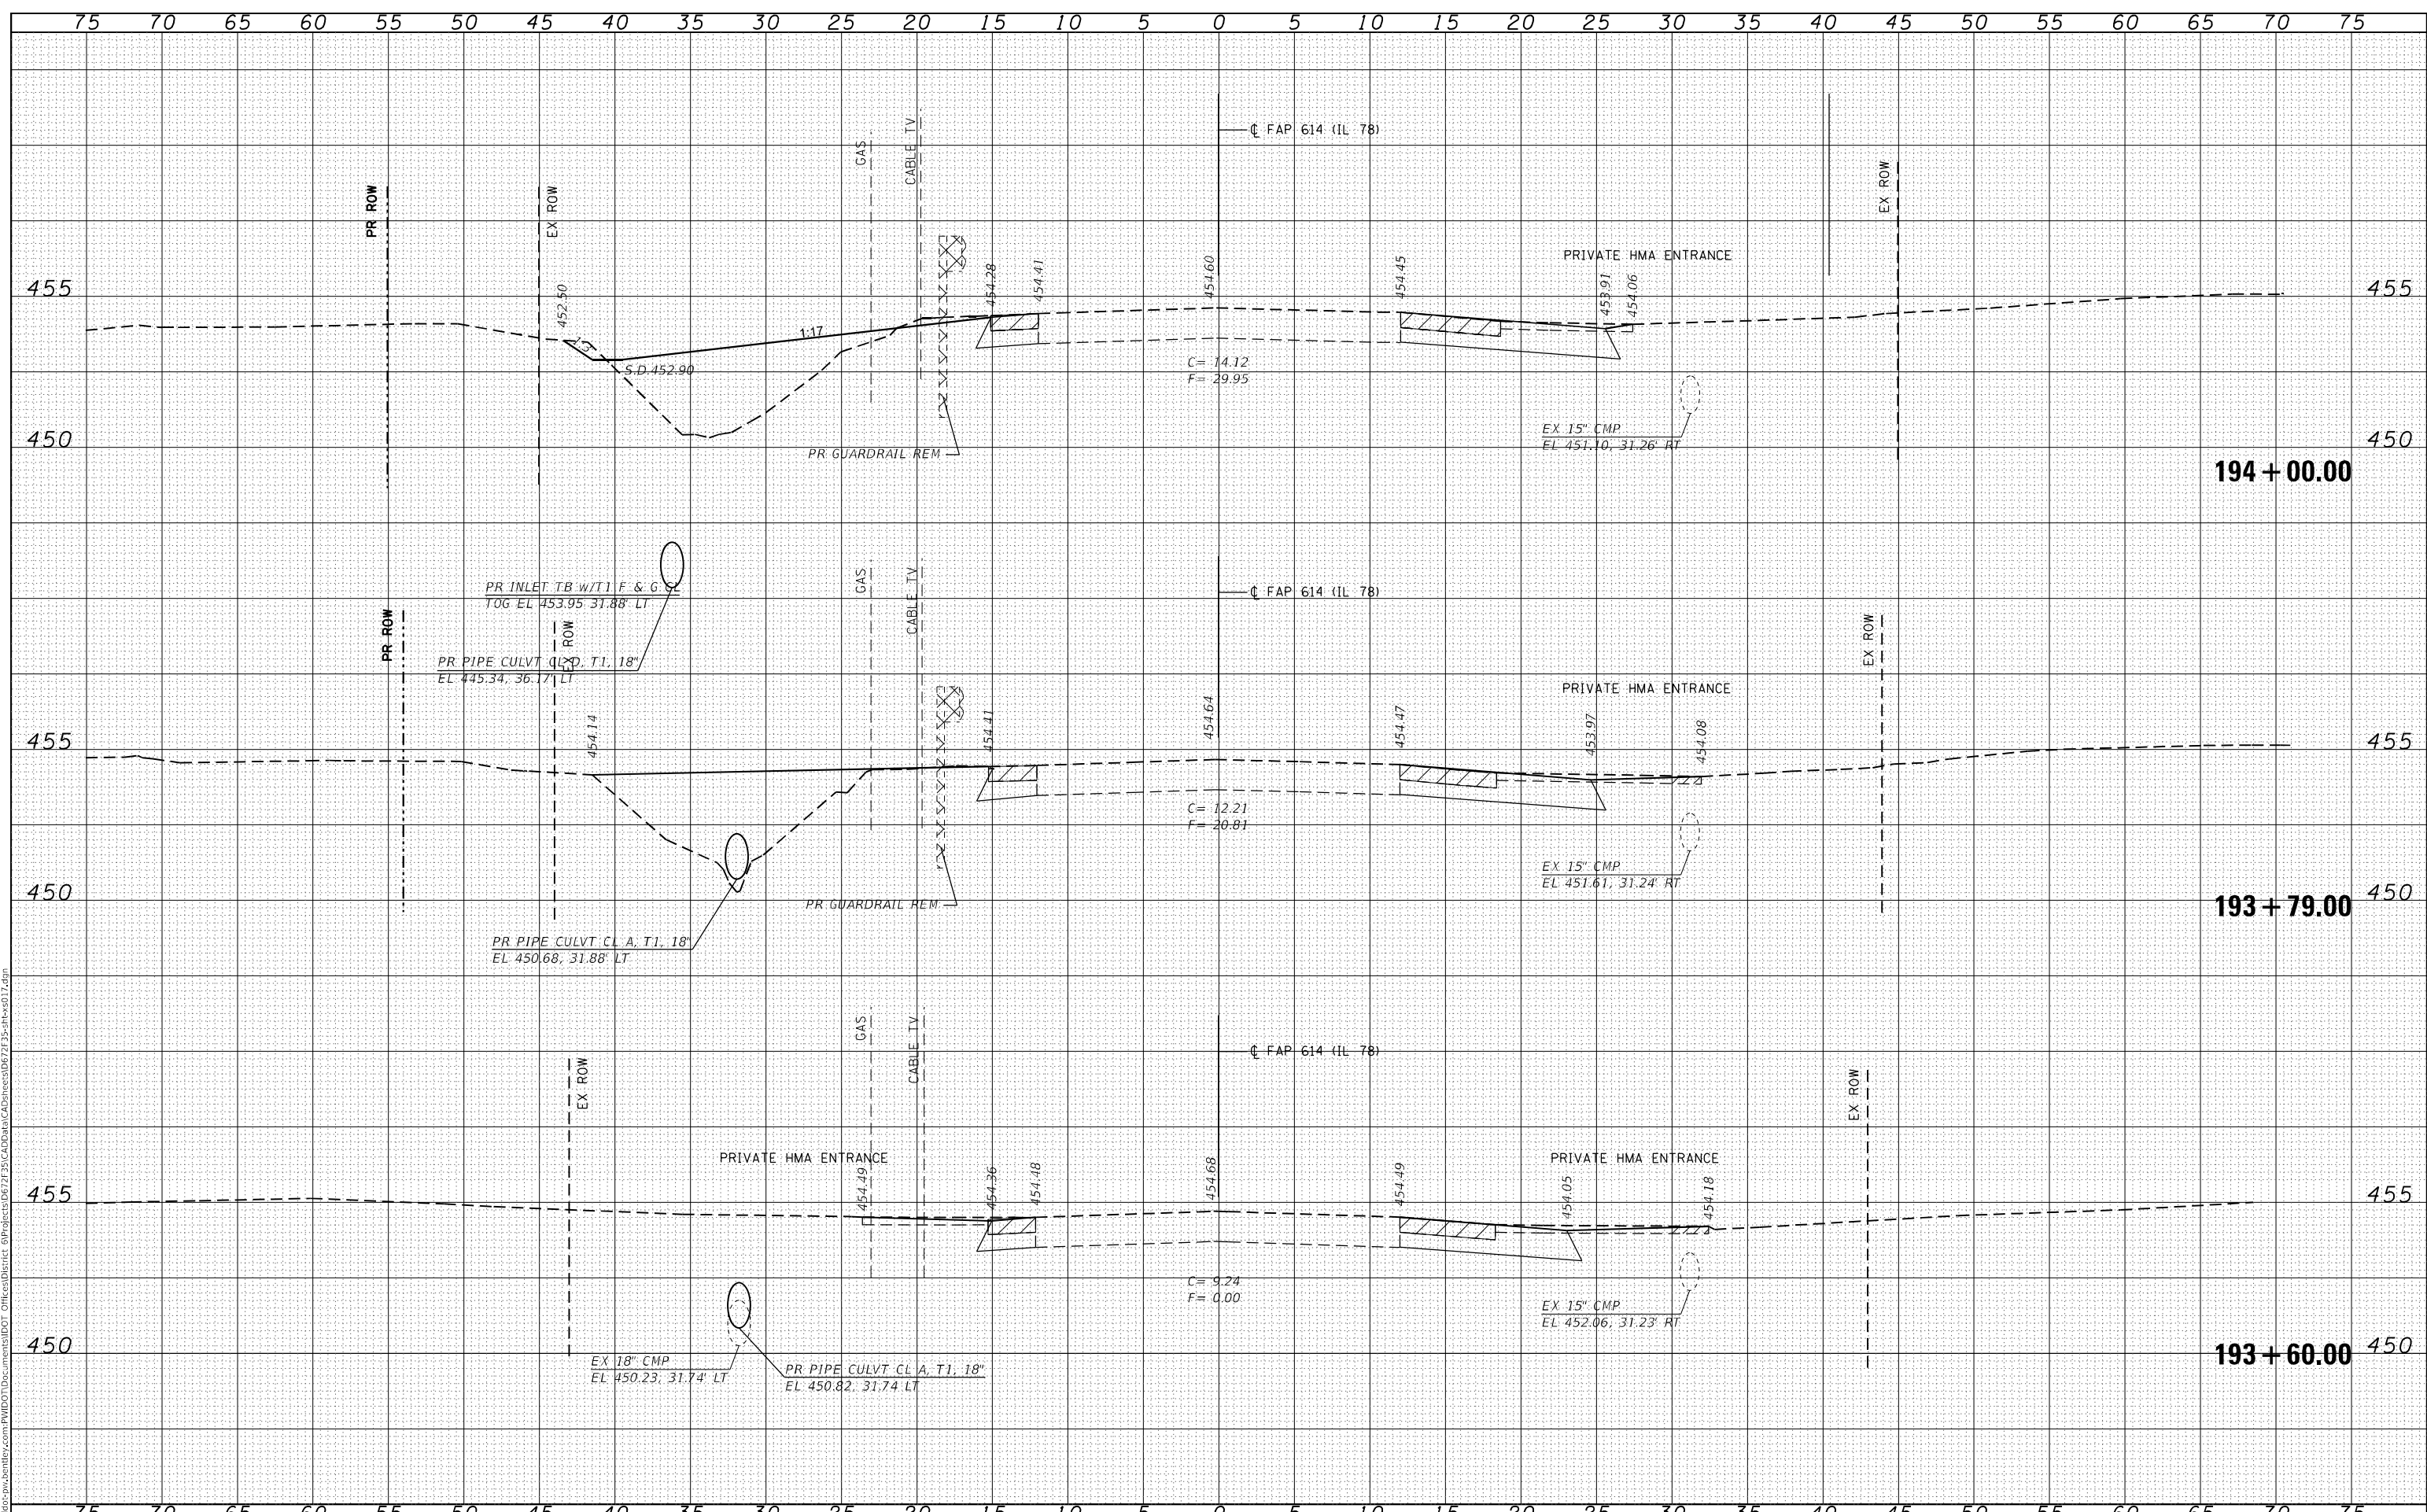 75 70 65 60 55 50 45 40 35 30 25 20 15 10 5 0 5 10 15 20 25 30 35 40 45 50 55 60 65 70 75
℄ FAP 614 (IL 78)
GAS
CABLE TV
PR ROW
EX ROW
EX ROW
PRIVATE HMA ENTRANCE
452.50
454.28
454.41
454.60
454.45
453.91
454.06
455
455
1:3
1:17
S.D.452.90
C= 14.12
F= 29.95
EX 15" CMP
EL 451.10, 31.26' RT
450
450
PR GUARDRAIL REM
194+00.00
PR INLET TB w/T1 F & G CL
TOG EL 453.95 31.88' LT
GAS
CABLE TV
℄ FAP 614 (IL 78)
PR ROW
EX ROW
EX ROW
PR PIPE CULVT CL D, T1, 18"
EL 445.34, 36.17' LT
PRIVATE HMA ENTRANCE
454.14
454.41
454.64
454.47
453.97
454.08
455
455
C= 12.21
F= 20.81
EX 15" CMP
EL 451.61, 31.24' RT
450
450
PR GUARDRAIL REM
193+79.00
PR PIPE CULVT CL A, T1, 18"
EL 450.68, 31.88' LT
GAS
CABLE TV
℄ FAP 614 (IL 78)
EX ROW
EX ROW
PRIVATE HMA ENTRANCE
PRIVATE HMA ENTRANCE
454.49
454.36
454.48
454.68
454.49
454.05
454.18
455
455
C= 9.24
F= 0.00
EX 15" CMP
EL 452.06, 31.23' RT
450
450
193+60.00
EX 18" CMP
EL 450.23, 31.74' LT
PR PIPE CULVT CL A, T1, 18"
EL 450.82, 31.74 LT
75 70 65 60 55 50 45 40 35 30 25 20 15 10 5 0 5 10 15 20 25 30 35 40 45 50 55 60 65 70 75